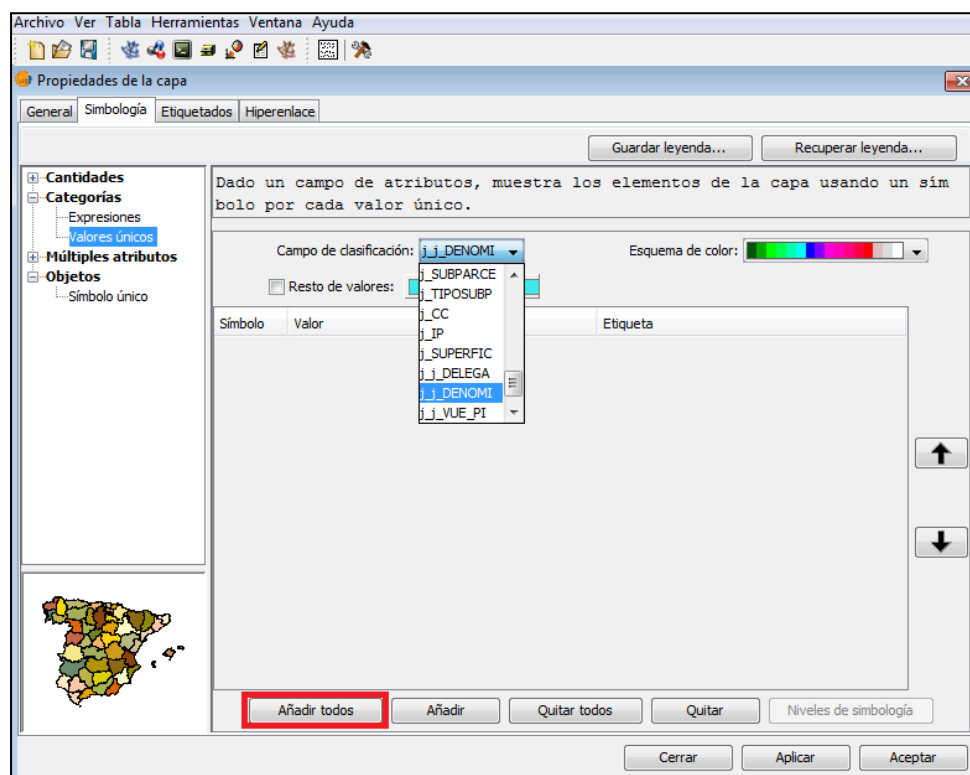 Archivo Ver Tabla Herramientas Ventana Ayuda
Propiedades de la capa
General Simbología Etiquetados Hiperenlace
Guardar leyenda... Recuperar leyenda...
Cantidades
Categorías
Expresiones
Valores únicos
Múltiples atributos
Objetos
Símbolo único
Dado un campo de atributos, muestra los elementos de la capa usando un sím
bolo por cada valor único.
Campo de clasificación: j_j_DENOMI Esquema de color:
Resto de valores:
j_SUBPARCE
j_TIPOSUBP
j_CC
j_IP
j_SUPERFIC
j_j_DELEGA
j_j_DENOMI
j_j_VUE_PI
Símbolo Valor Etiqueta
Añadir todos Añadir Quitar todos Quitar Niveles de simbología
Cerrar Aplicar Aceptar